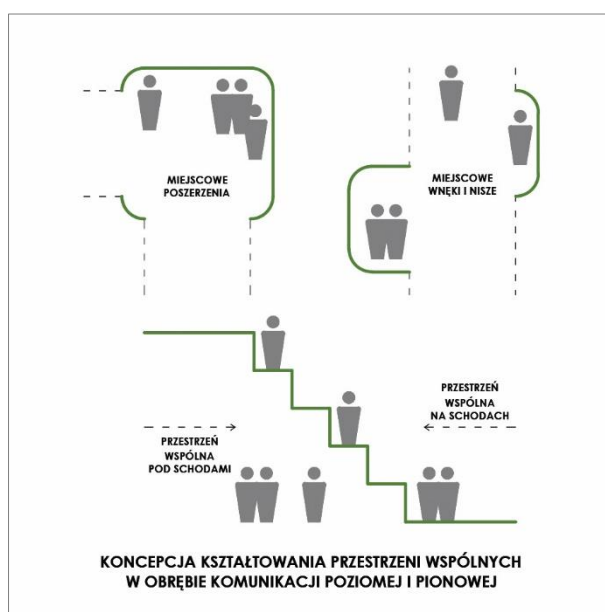 MIEJSCOWE
POSZERZENIA
MIEJSCOWE
WNĘKI I NISZE
PRZESTRZEŃ
WSPÓLNA
NA SCHODACH
PRZESTRZEŃ
WSPÓLNA
POD SCHODAMI
KONCEPCJA KSZTAŁTOWANIA PRZESTRZENI WSPÓLNYCH
W OBRĘBIE KOMUNIKACJI POZIOMEJ I PIONOWEJ